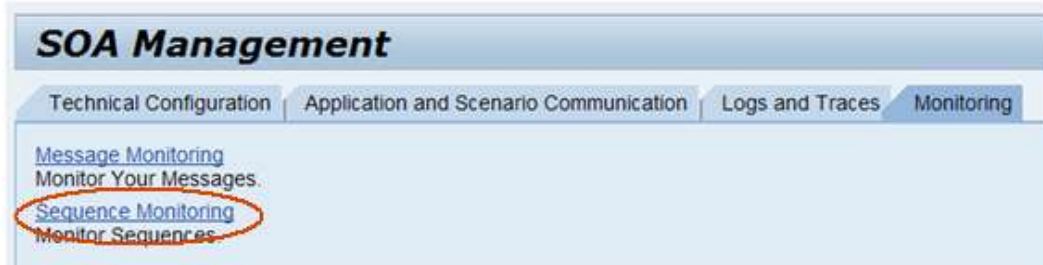 SOA Management
Technical Configuration Application and Scenario Communication Logs and Traces Monitoring
Message Monitoring
Monitor Your Messages.
Sequence Monitoring
Monitor Sequences.